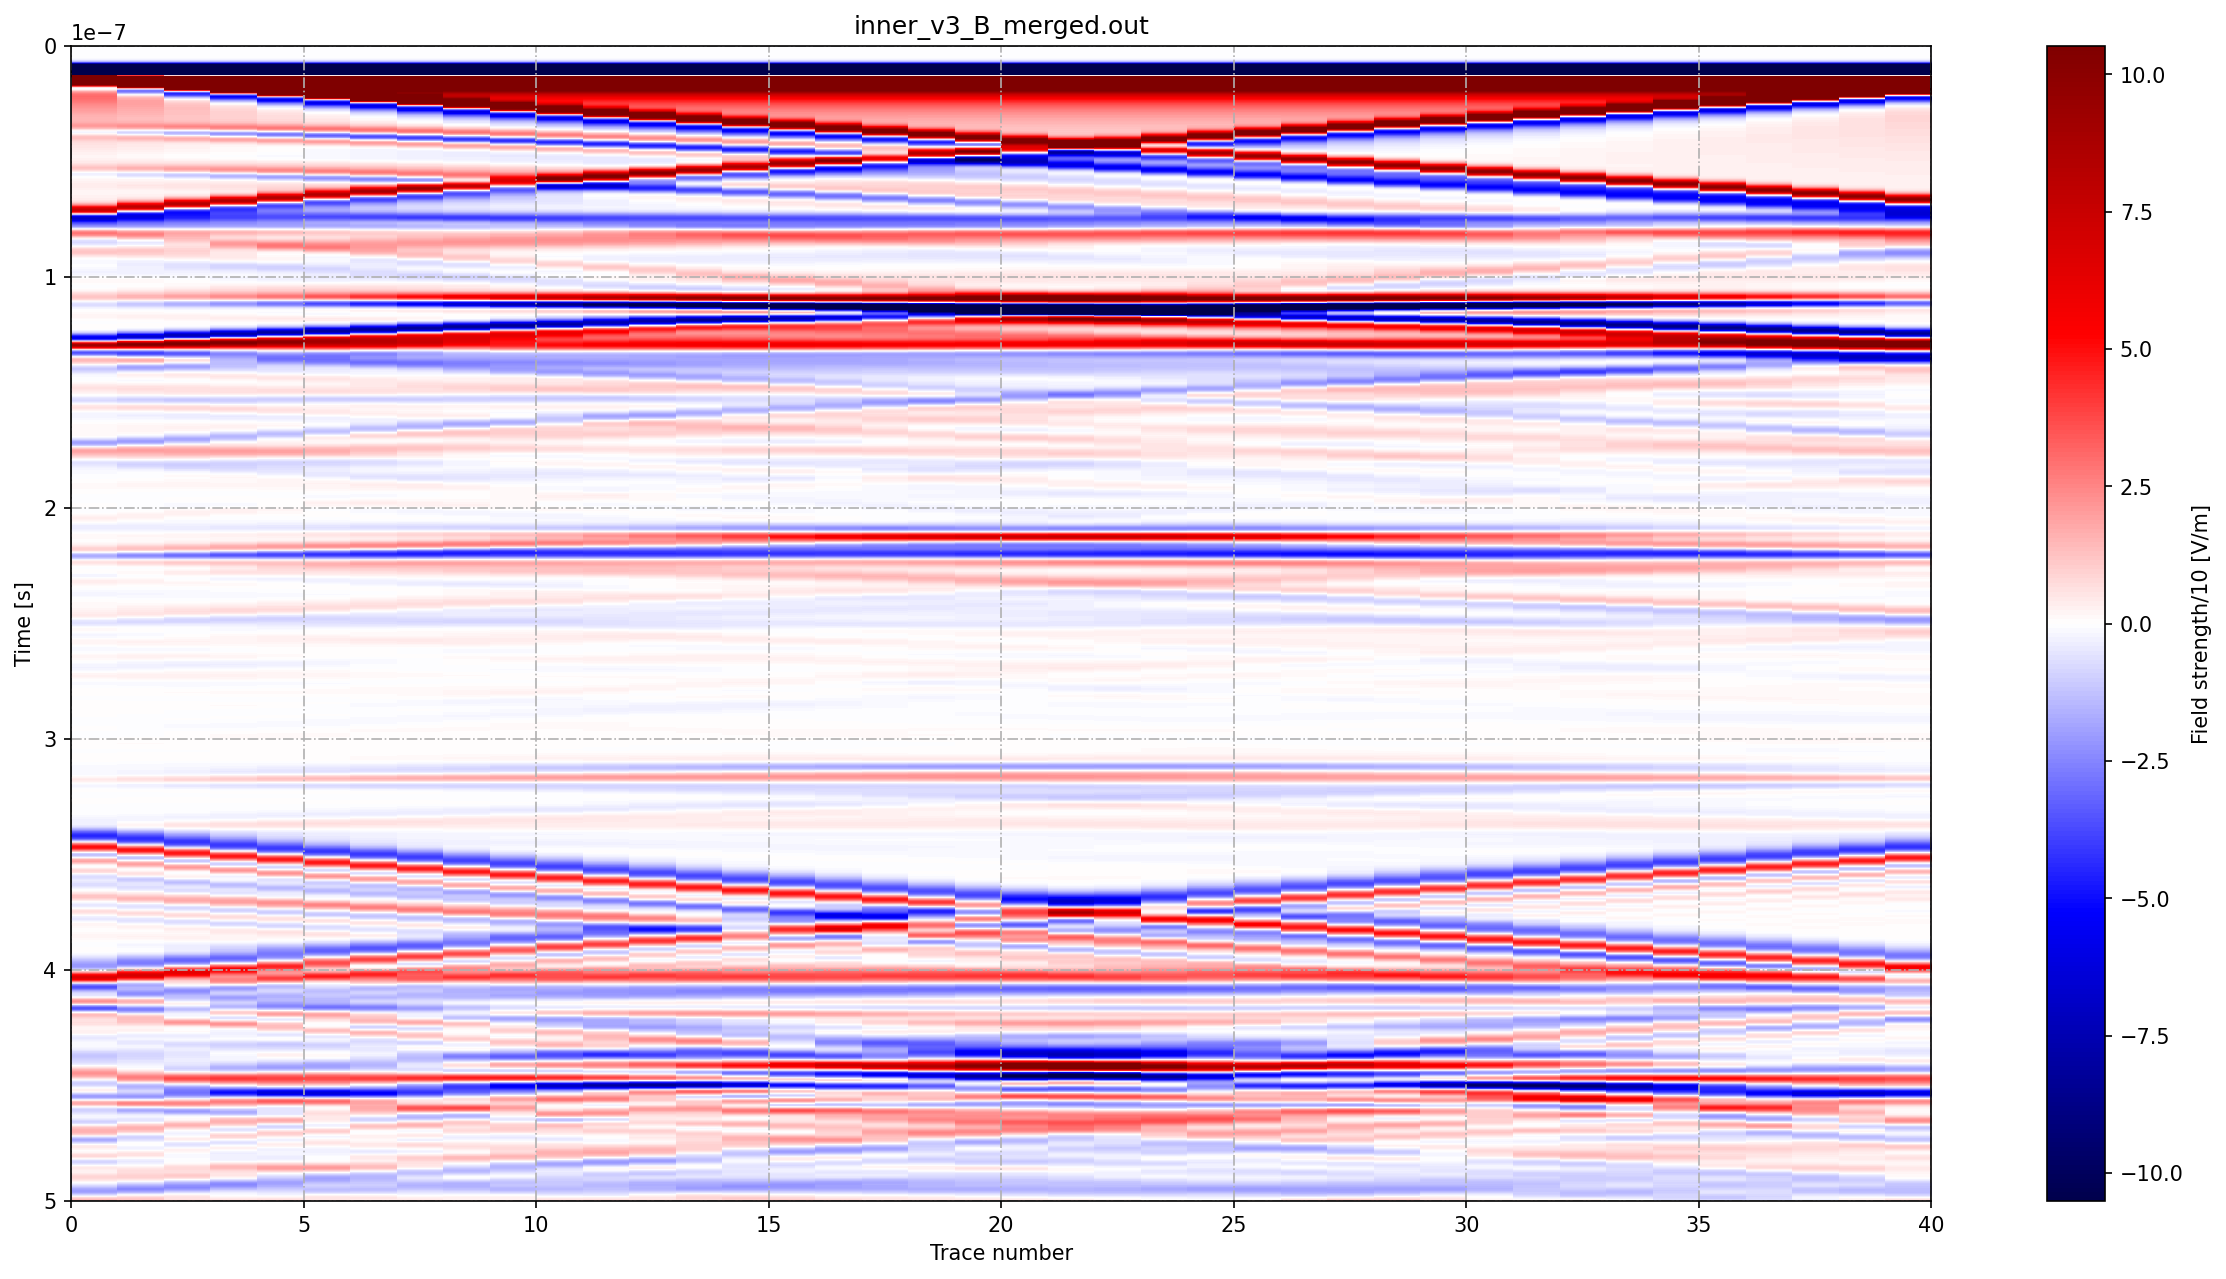 inner_v3_B_merged.out
1e−7
0
1
2
3
4
5
Time [s]
0 5 10 15 20 25 30 35 40
Trace number
10.0
7.5
5.0
2.5
0.0
−2.5
−5.0
−7.5
−10.0
Field strength/10 [V/m]